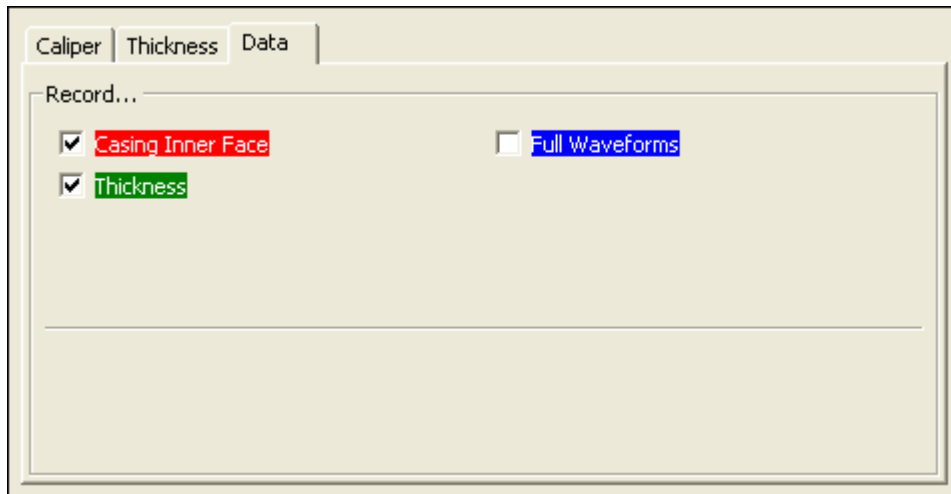 Caliper Thickness Data
Record...
Casing Inner Face Full Waveforms
Thickness